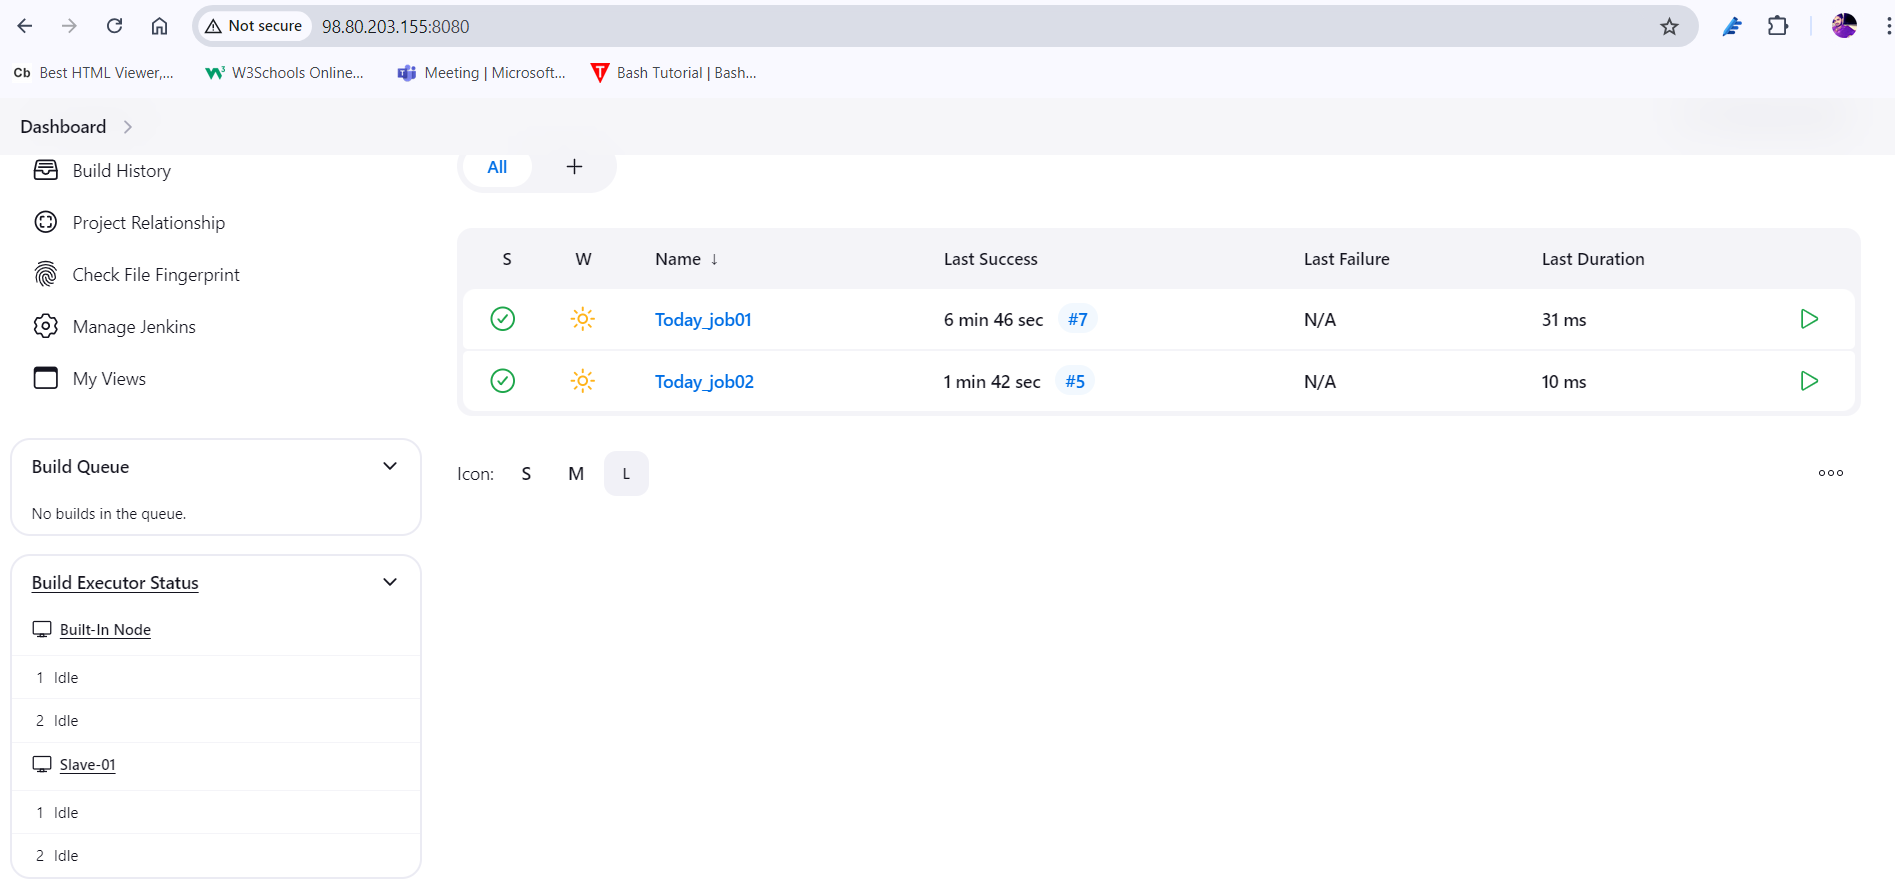 Not secure 98.80.203.155:8080
Cb Best HTML Viewer,... W3Schools Online... Meeting | Microsoft... Bash Tutorial | Bash...
Dashboard
Build History
Project Relationship
Check File Fingerprint
Manage Jenkins
My Views
Build Queue
No builds in the queue.
Build Executor Status
Built-In Node
1 Idle
2 Idle
Slave-01
1 Idle
2 Idle
All +
S W Name ↓ Last Success Last Failure Last Duration
Today_job01 6 min 46 sec #7 N/A 31 ms
Today_job02 1 min 42 sec #5 N/A 10 ms
Icon: S M L